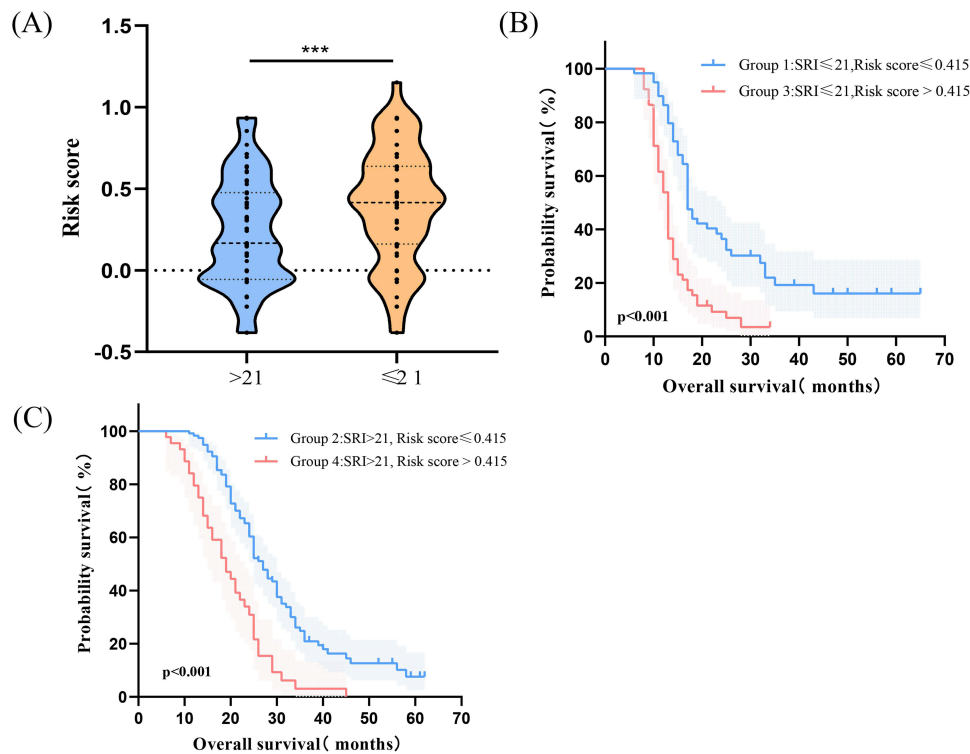 (A)
1.5
1.0
0.5
0.0
-0.5
Risk score
***
>21
≤2 1
(B)
Group 1:SRI≤21,Risk score≤0.415
Group 3:SRI≤21,Risk score > 0.415
100
80
60
40
20
0
Probability survival( %)
p<0.001
0 10 20 30 40 50 60 70
Overall survival( months)
(C)
Group 2:SRI>21, Risk score≤0.415
Group 4:SRI>21, Risk score > 0.415
100
80
60
40
20
0
Probability survival( %)
p<0.001
0 10 20 30 40 50 60 70
Overall survival( months)